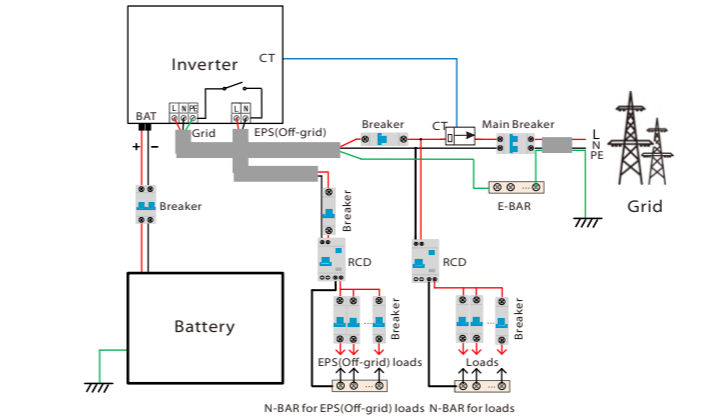 Inverter
CT
BAT
L N PE
L N
Grid
EPS(Off-grid)
+ −
Breaker
CT
Main Breaker
L
N
PE
E-BAR
Grid
Breaker
Breaker
RCD
RCD
Battery
Breaker
Breaker
EPS(Off-grid) loads
Loads
N-BAR for EPS(Off-grid) loads
N-BAR for loads